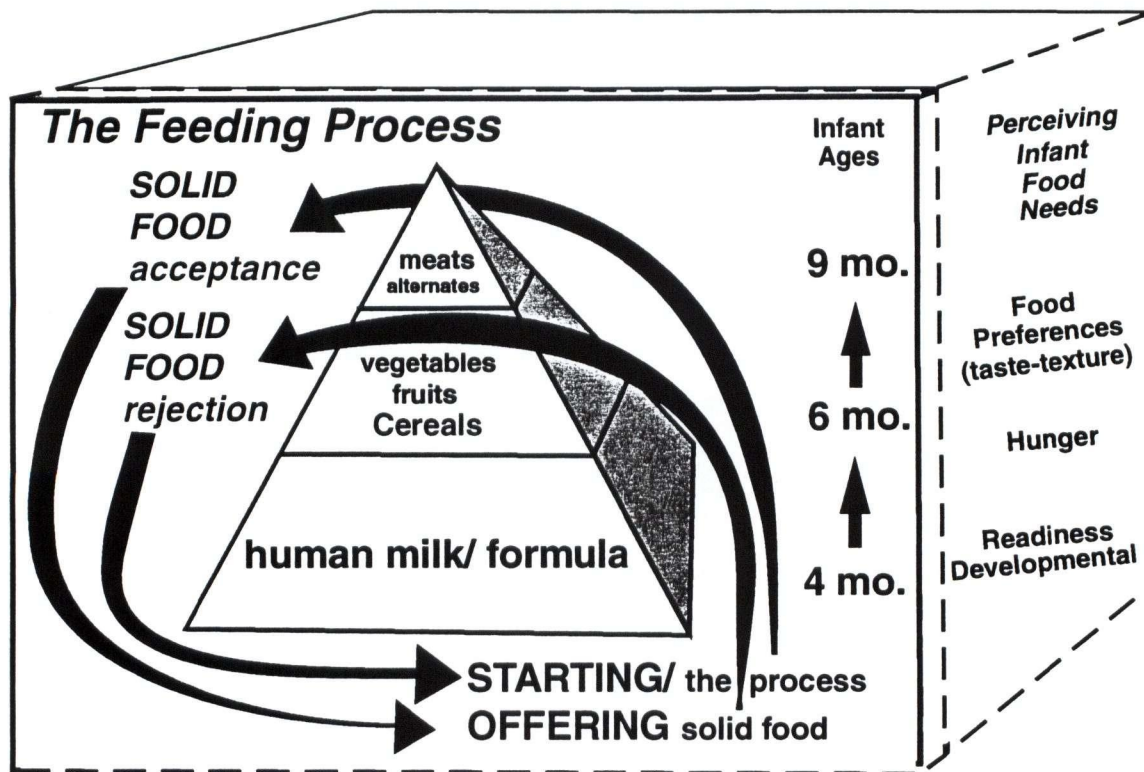 The Feeding Process
SOLID
FOOD
acceptance
SOLID
FOOD
rejection
meats
alternates
vegetables
fruits
Cereals
human milk/ formula
STARTING/ the process
OFFERING solid food
Infant
Ages
9 mo.
6 mo.
4 mo.
Perceiving
Infant
Food
Needs
Food
Preferences
(taste-texture)
Hunger
Readiness
Developmental